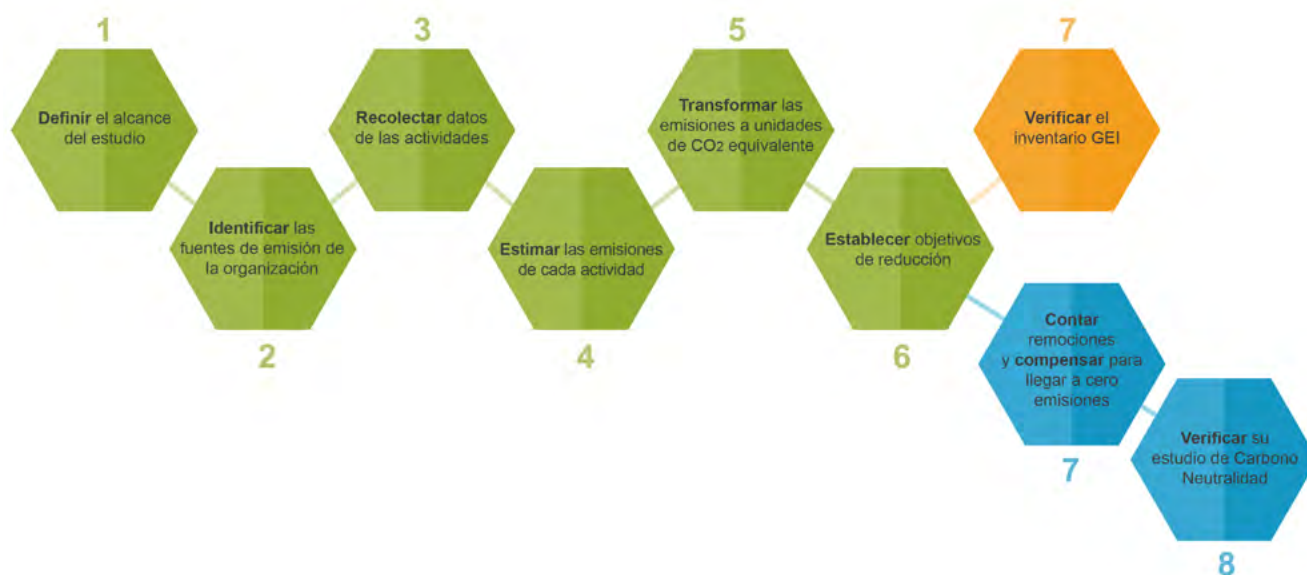 1
Definir el alcance
del estudio
Identificar las
fuentes de emisión de
la organización
2
3
Recolectar datos
de las actividades
Estimar las emisiones
de cada actividad
4
5
Transformar las
emisiones a unidades
de CO2 equivalente
Establecer objetivos
de reducción
6
7
Verificar el
inventario GEI
Contar
remociones
y compensar para
llegar a cero
emisiones
7
Verificar su
estudio de Carbono
Neutralidad
8